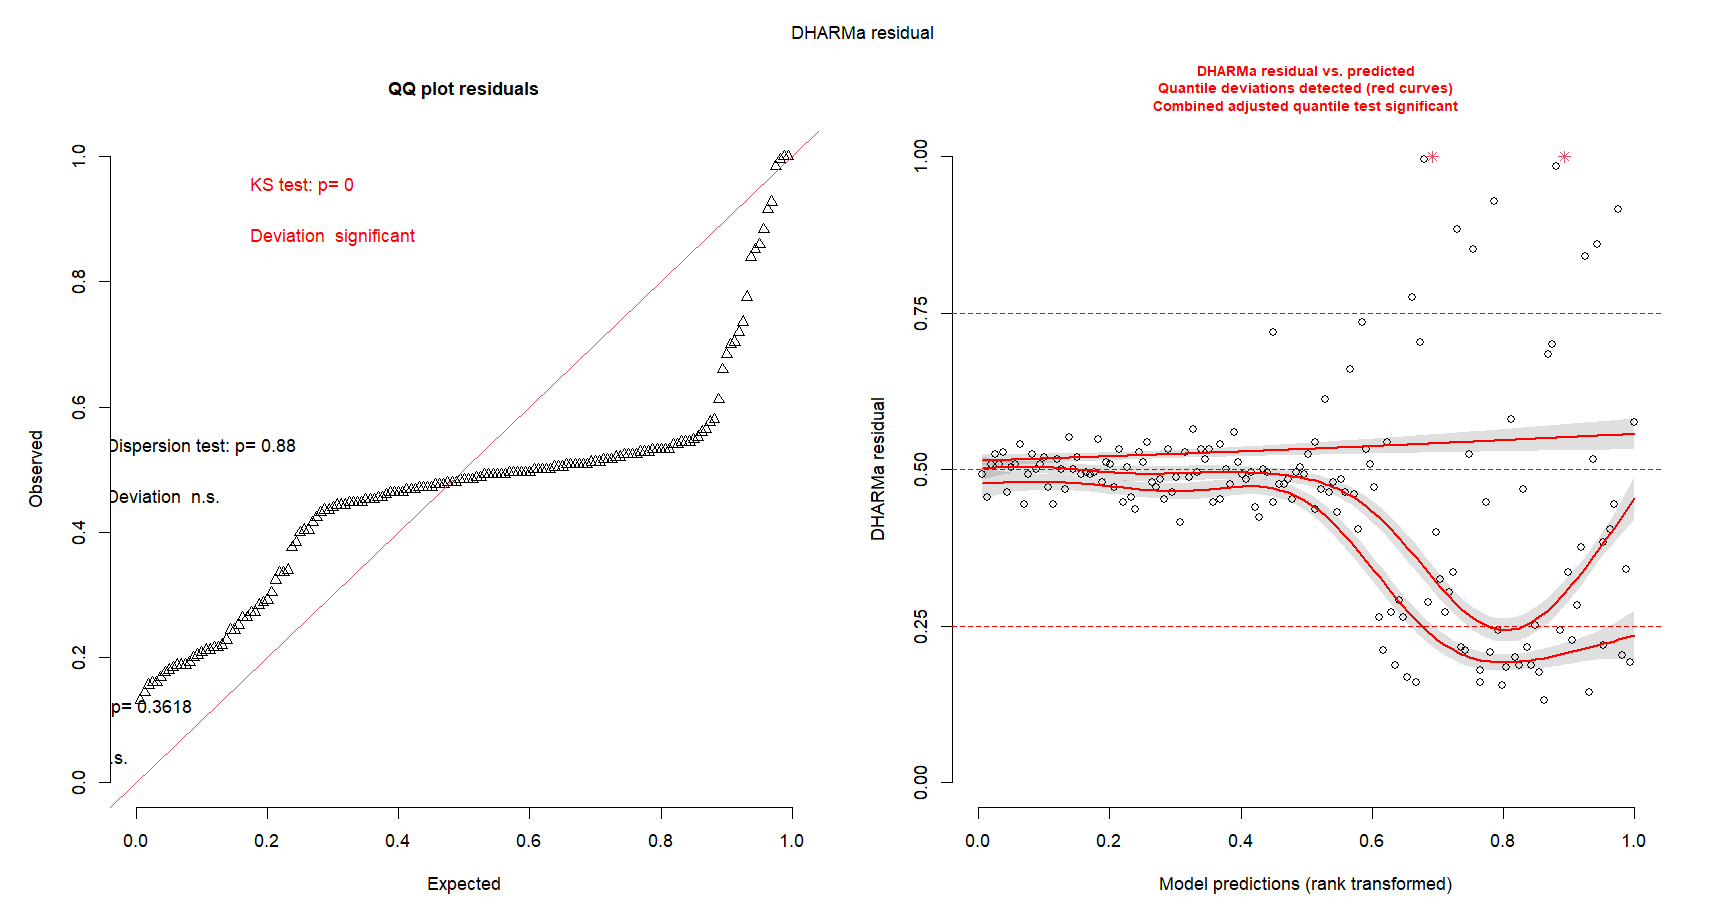 DHARMa residual
QQ plot residuals
KS test: p= 0
Deviation  significant
Dispersion test: p= 0.88
Deviation  n.s.
p= 0.3618
.s.
Observed
0.0
0.2
0.4
0.6
0.8
1.0
0.0 0.2 0.4 0.6 0.8 1.0
Expected
DHARMa residual vs. predicted
Quantile deviations detected (red curves)
Combined adjusted quantile test significant
DHARMa residual
0.00
0.25
0.50
0.75
1.00
0.0 0.2 0.4 0.6 0.8 1.0
Model predictions (rank transformed)